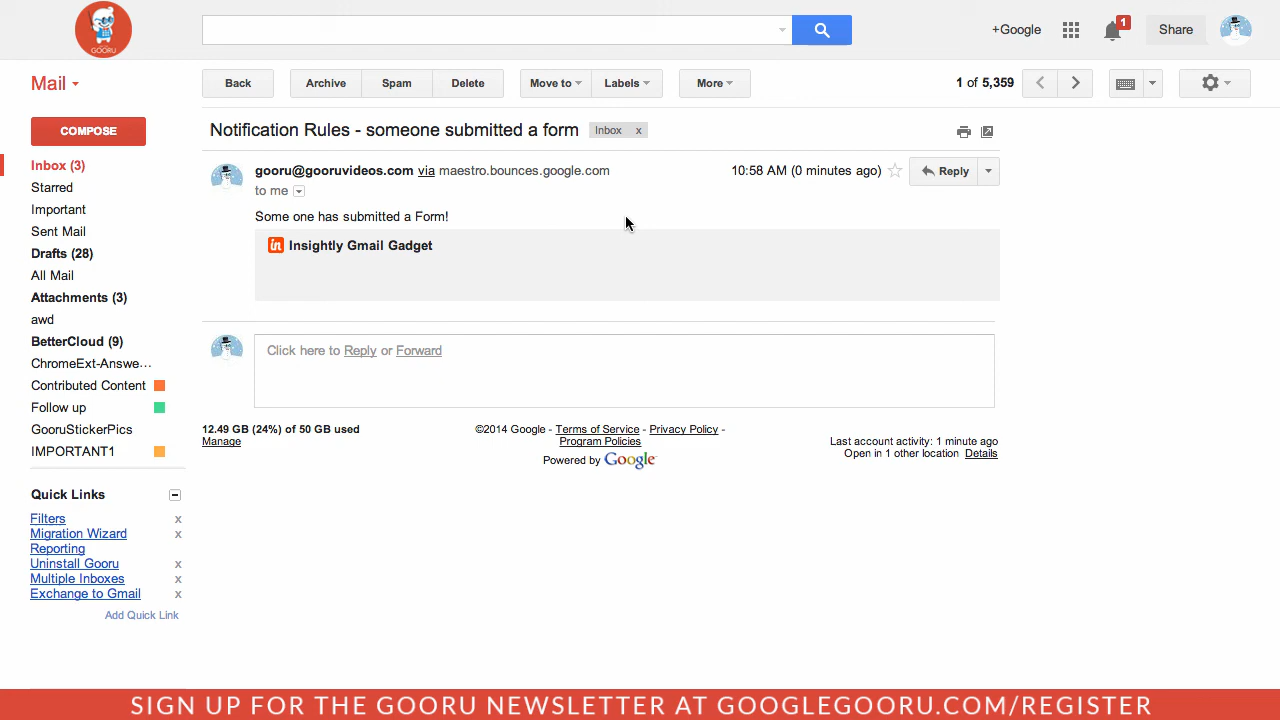 GOORU
+Google
1
Share
Mail
Back
Archive
Spam
Delete
Move to
Labels
More
1 of 5,359
COMPOSE
Notification Rules - someone submitted a form
Inbox x
Inbox (3)
Starred
Important
Sent Mail
Drafts (28)
All Mail
Attachments (3)
awd
BetterCloud (9)
ChromeExt-Answe...
Contributed Content
Follow up
GooruStickerPics
IMPORTANT1
gooru@gooruvideos.com via maestro.bounces.google.com
10:58 AM (0 minutes ago)
Reply
to me
Some one has submitted a Form!
in Insightly Gmail Gadget
Click here to Reply or Forward
12.49 GB (24%) of 50 GB used
Manage
©2014 Google - Terms of Service - Privacy Policy -
Program Policies
Powered by Google
Last account activity: 1 minute ago
Open in 1 other location Details
Quick Links
Filters x
Migration Wizard x
Reporting
Uninstall Gooru x
Multiple Inboxes x
Exchange to Gmail x
Add Quick Link
SIGN UP FOR THE GOORU NEWSLETTER AT GOOGLEGOORU.COM/REGISTER